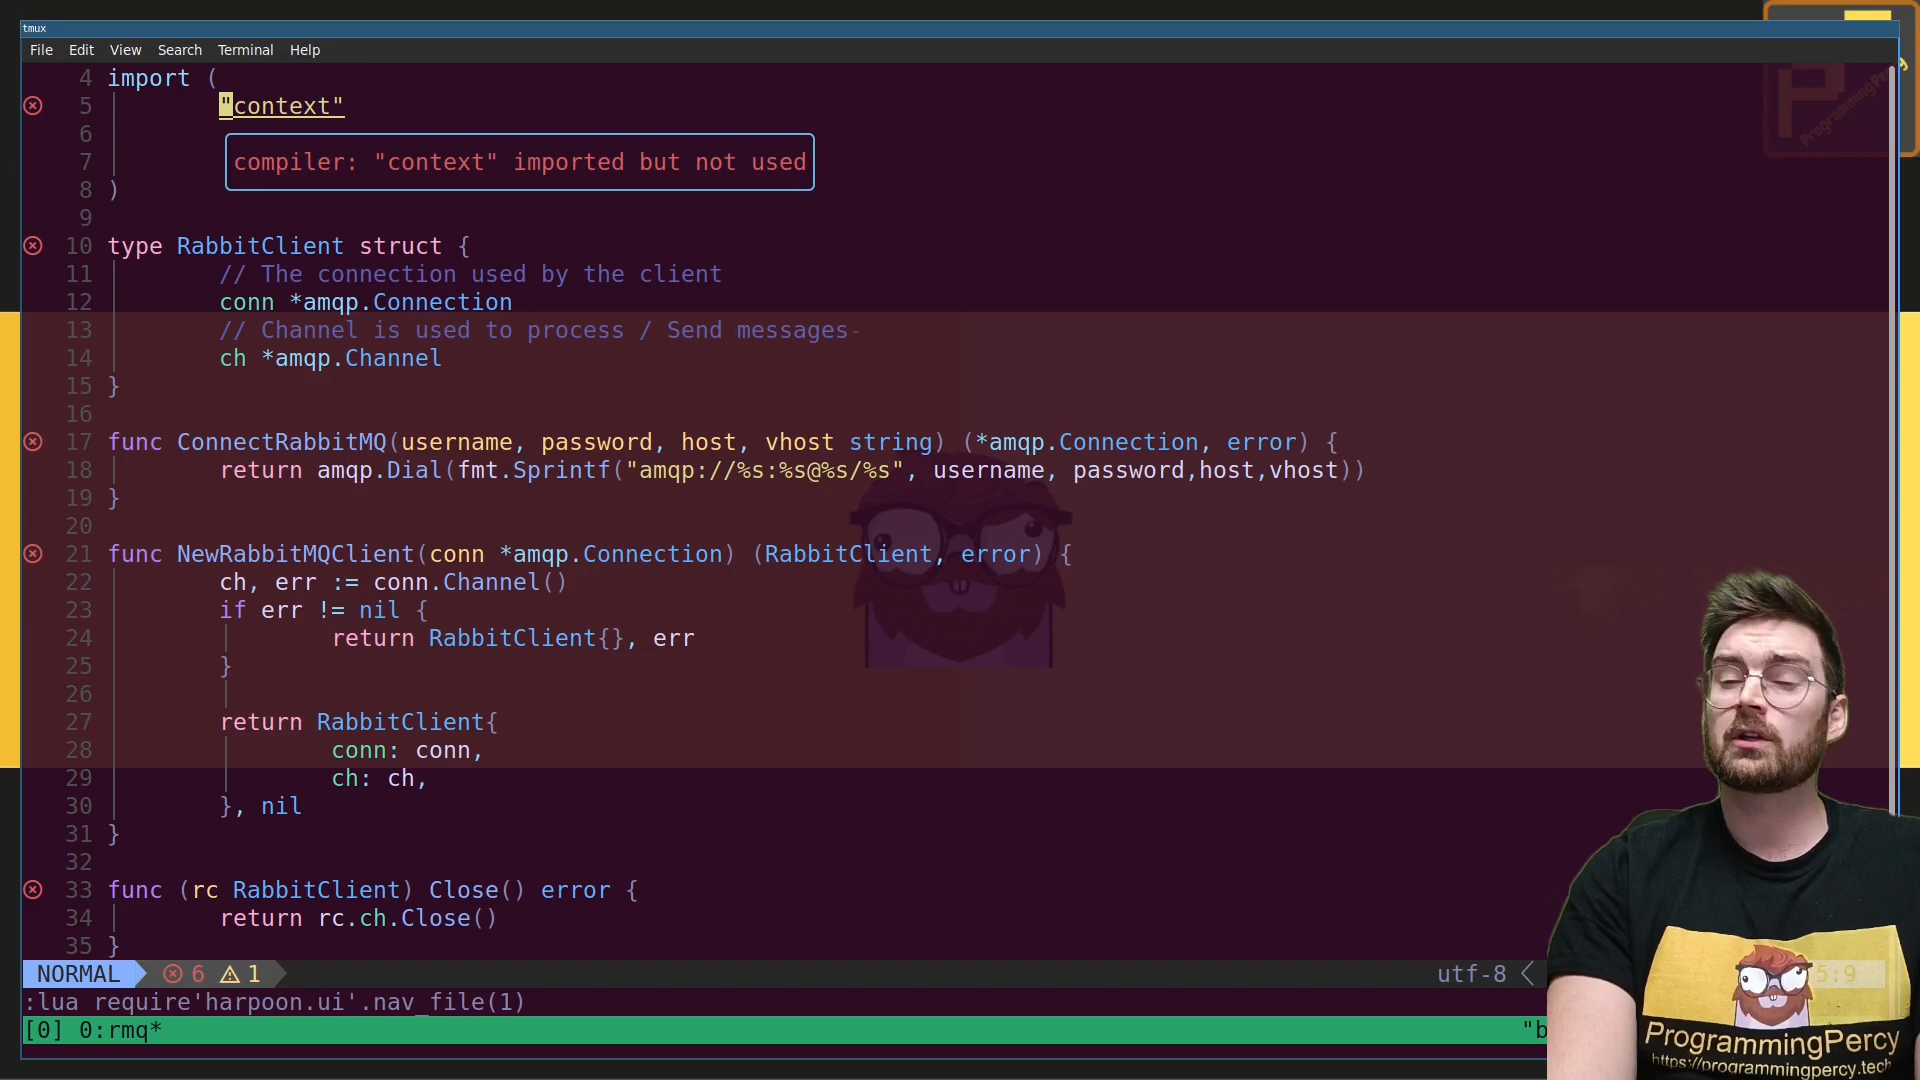 tmux
File Edit View Search Terminal Help
4 import (
5 "context"
6
7 compiler: "context" imported but not used
8 )
9
10 type RabbitClient struct {
11 // The connection used by the client
12 conn *amqp.Connection
13 // Channel is used to process / Send messages-
14 ch *amqp.Channel
15 }
16
17 func ConnectRabbitMQ(username, password, host, vhost string) (*amqp.Connection, error) {
18 return amqp.Dial(fmt.Sprintf("amqp://%s:%s@%s/%s", username, password,host,vhost))
19 }
20
21 func NewRabbitMQClient(conn *amqp.Connection) (RabbitClient, error) {
22 ch, err := conn.Channel()
23 if err != nil {
24 return RabbitClient{}, err
25 }
26
27 return RabbitClient{
28 conn: conn,
29 ch: ch,
30 }, nil
31 }
32
33 func (rc RabbitClient) Close() error {
34 return rc.ch.Close()
35 }
NORMAL 6 1 utf-8 5:9
:lua require'harpoon.ui'.nav_file(1)
[0] 0:rmq* "b
ProgrammingPercy
https://programmingpercy.tech
P
ProgrammingPercy